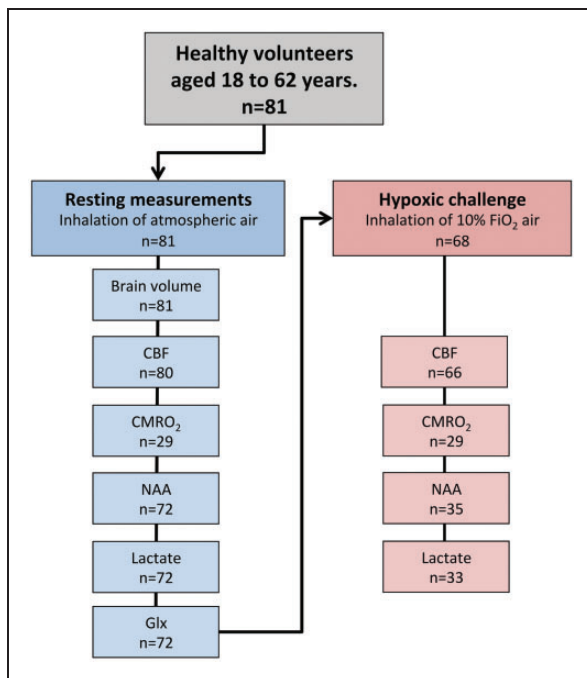 Healthy volunteers
aged 18 to 62 years.
n=81
Resting measurements
Inhalation of atmospheric air
n=81
Brain volume
n=81
CBF
n=80
CMRO₂
n=29
NAA
n=72
Lactate
n=72
Glx
n=72
Hypoxic challenge
Inhalation of 10% FiO₂ air
n=68
CBF
n=66
CMRO₂
n=29
NAA
n=35
Lactate
n=33